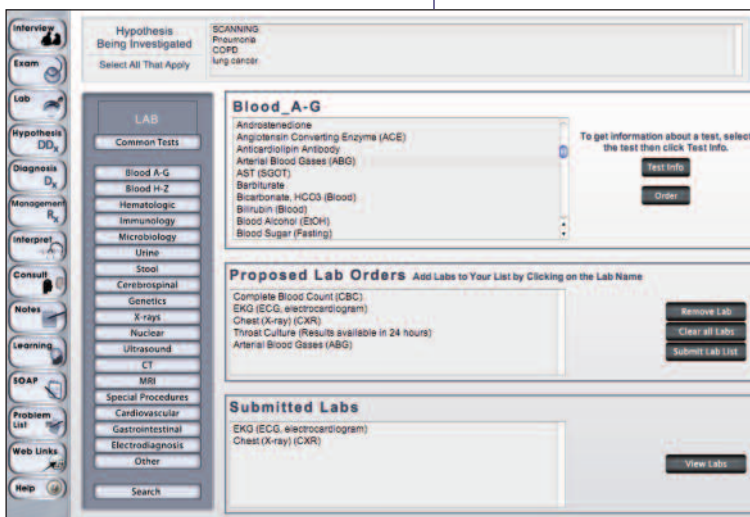 Interview
Exam
Lab
Hypothesis
DDx
Diagnosis
Dx
Management
Rx
Interpret
Consult
Notes
Learning
SOAP
Problem
List
Web Links
Help
Hypothesis
Being Investigated
Select All That Apply
SCANNING
Pneumonia
COPD
lung cancer
LAB
Common Tests
Blood A-G
Blood H-Z
Hematologic
Immunology
Microbiology
Urine
Stool
Cerebrospinal
Genetics
X-rays
Nuclear
Ultrasound
CT
MRI
Special Procedures
Cardiovascular
Gastrointestinal
Electrodiagnosis
Other
Search
Blood_A-G
Androstenedione
Angiotensin Converting Enzyme (ACE)
Anticardiolipin Antibody
Arterial Blood Gases (ABG)
AST (SGOT)
Barbiturate
Bicarbonate, HCO3 (Blood)
Bilirubin (Blood)
Blood Alcohol (EtOH)
Blood Sugar (Fasting)
To get information about a test, select
the test then click Test Info.
Test Info
Order
Proposed Lab Orders Add Labs to Your List by Clicking on the Lab Name
Complete Blood Count (CBC)
EKG (ECG, electrocardiogram)
Chest (X-ray) (CXR)
Throat Culture (Results available in 24 hours)
Arterial Blood Gases (ABG)
Remove Lab
Clear all Labs
Submit Lab List
Submitted Labs
EKG (ECG, electrocardiogram)
Chest (X-ray) (CXR)
View Labs